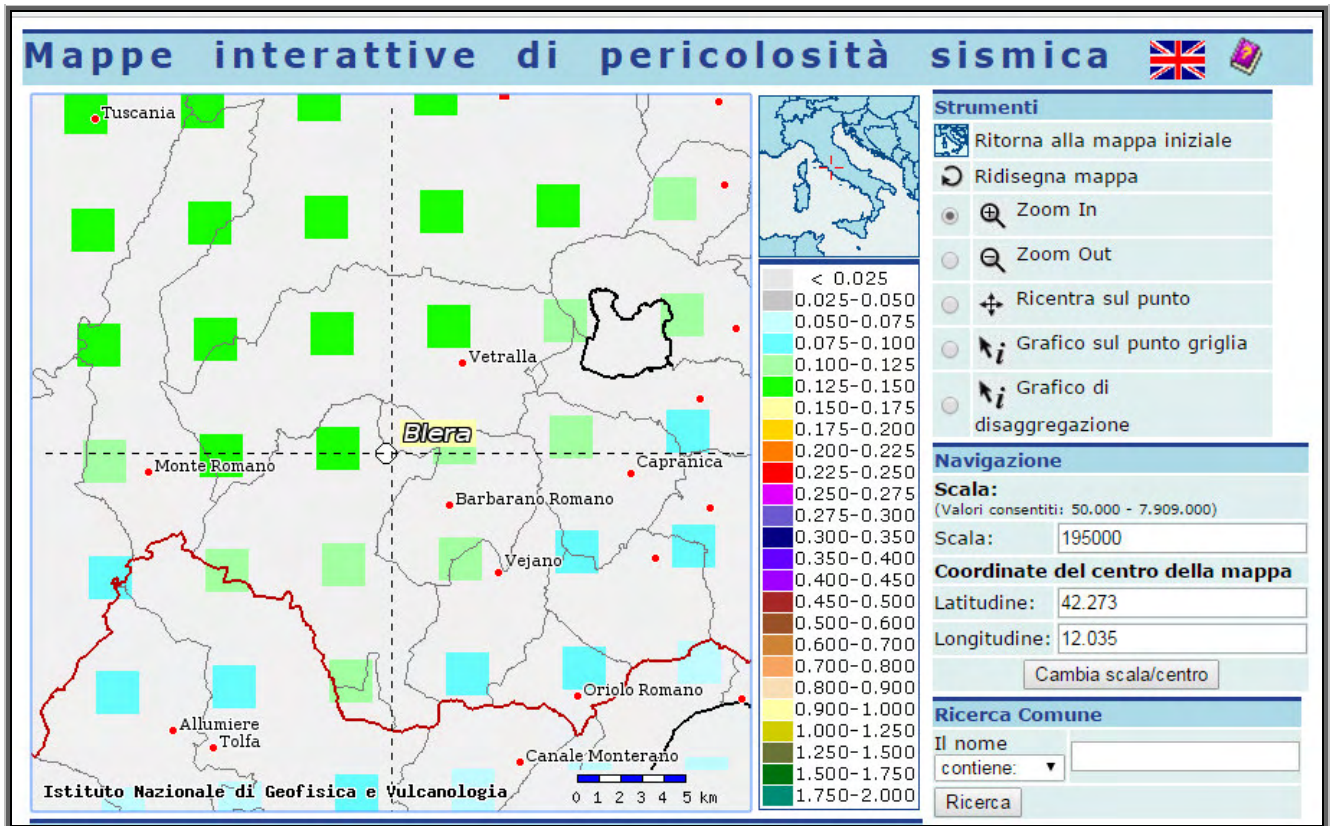 Mappe interattive di pericolosità sismica
Tuscania
Vetralla
Blera
Monte Romano
Capranica
Barbarano Romano
Vejano
Oriolo Romano
Allumiere
Tolfa
Canale Monterano
Istituto Nazionale di Geofisica e Vulcanologia
0 1 2 3 4 5 km
< 0.025
0.025-0.050
0.050-0.075
0.075-0.100
0.100-0.125
0.125-0.150
0.150-0.175
0.175-0.200
0.200-0.225
0.225-0.250
0.250-0.275
0.275-0.300
0.300-0.350
0.350-0.400
0.400-0.450
0.450-0.500
0.500-0.600
0.600-0.700
0.700-0.800
0.800-0.900
0.900-1.000
1.000-1.250
1.250-1.500
1.500-1.750
1.750-2.000
Strumenti
Ritorna alla mappa iniziale
Ridisegna mappa
Zoom In
Zoom Out
Ricentra sul punto
i Grafico sul punto griglia
i Grafico di
disaggregazione
Navigazione
Scala:
(Valori consentiti: 50.000 - 7.909.000)
Scala: 195000
Coordinate del centro della mappa
Latitudine: 42.273
Longitudine: 12.035
Cambia scala/centro
Ricerca Comune
Il nome
contiene:
Ricerca